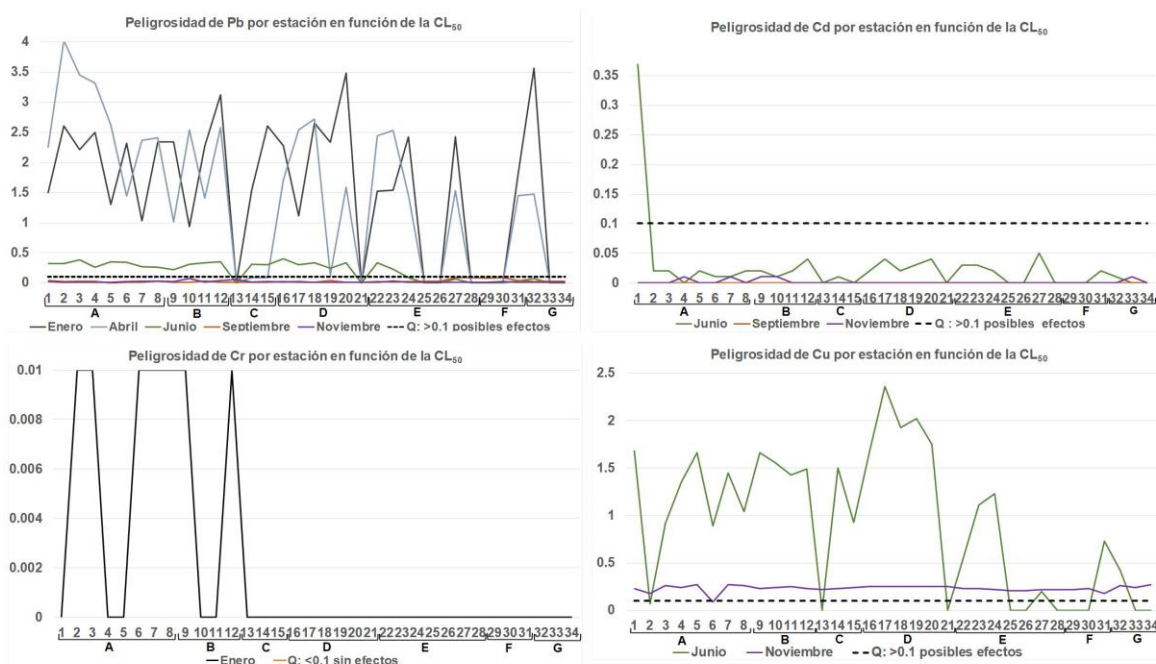 Peligrosidad de Pb por estación en función de la CL50
4
3.5
3
2.5
2
1.5
1
0.5
0
1 2 3 4 5 6 7 8 9 10 11 12 13 14 15 16 17 18 19 20 21 22 23 24 25 26 27 28 29 30 31 32 33 34
A B C D E F G
Enero Abril Junio Septiembre Noviembre Q: >0.1 posibles efectos
Peligrosidad de Cd por estación en función de la CL50
0.35
0.3
0.25
0.2
0.15
0.1
0.05
0
1 2 3 4 5 6 7 8 9 10 11 12 13 14 15 16 17 18 19 20 21 22 23 24 25 26 27 28 29 30 31 32 33 34
A B C D E F G
Junio Septiembre Noviembre Q : >0.1 posibles efectos
Peligrosidad de Cr por estación en función de la CL50
0.01
0.008
0.006
0.004
0.002
0
1 2 3 4 5 6 7 8 9 10 11 12 13 14 15 16 17 18 19 20 21 22 23 24 25 26 27 28 29 30 31 32 33 34
A B C D E F G
Enero Q: <0.1 sin efectos
Peligrosidad de Cu por estación en función de la CL50
2.5
2
1.5
1
0.5
0
1 2 3 4 5 6 7 8 9 10 11 12 13 14 15 16 17 18 19 20 21 22 23 24 25 26 27 28 29 30 31 32 33 34
A B C D E F G
Junio Noviembre Q: >0.1 posibles efectos